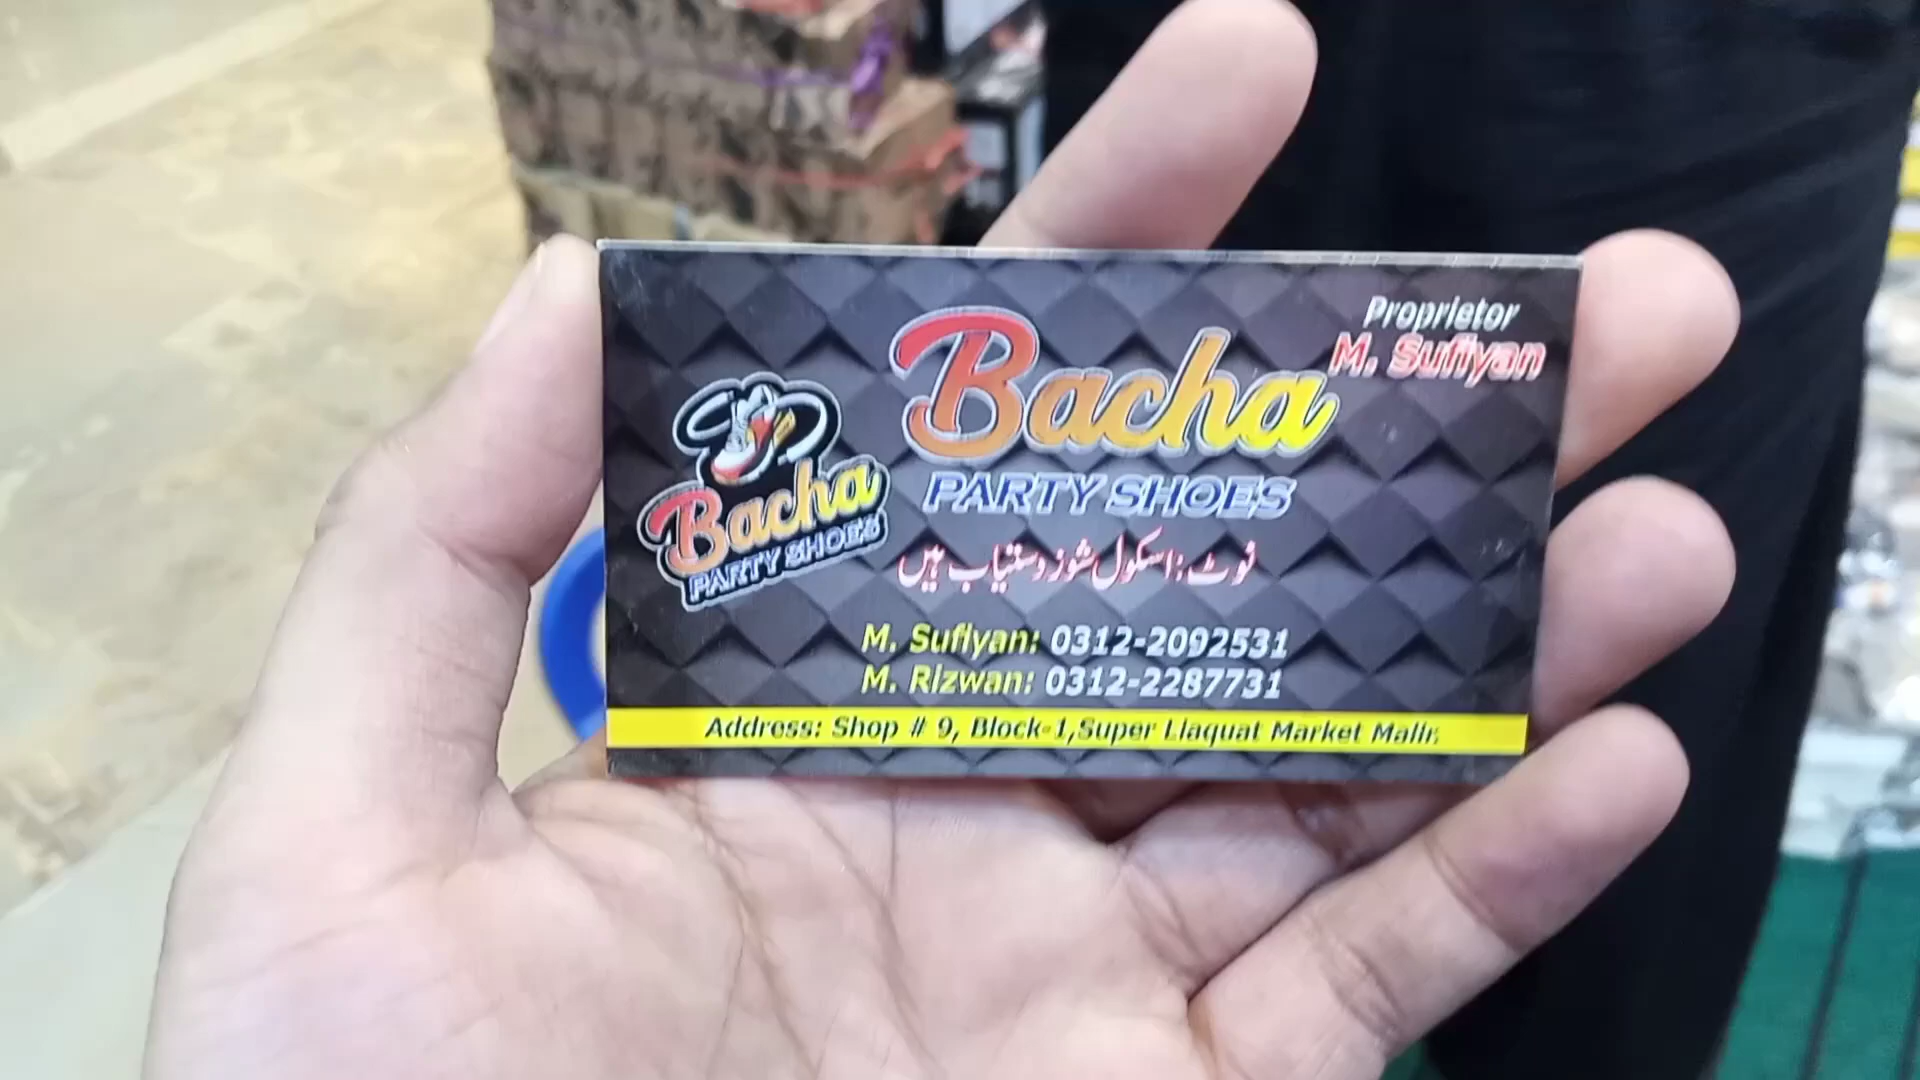 Proprietor
M. Sufiyan
Bacha
PARTY SHOES
Bacha
PARTY SHOES
نوٹ: اسکول شوز دستیاب ہیں
M. Sufiyan: 0312-2092531
M. Rizwan: 0312-2287731
Address: Shop # 9, Block-1,Super Liaquat Market Malir.